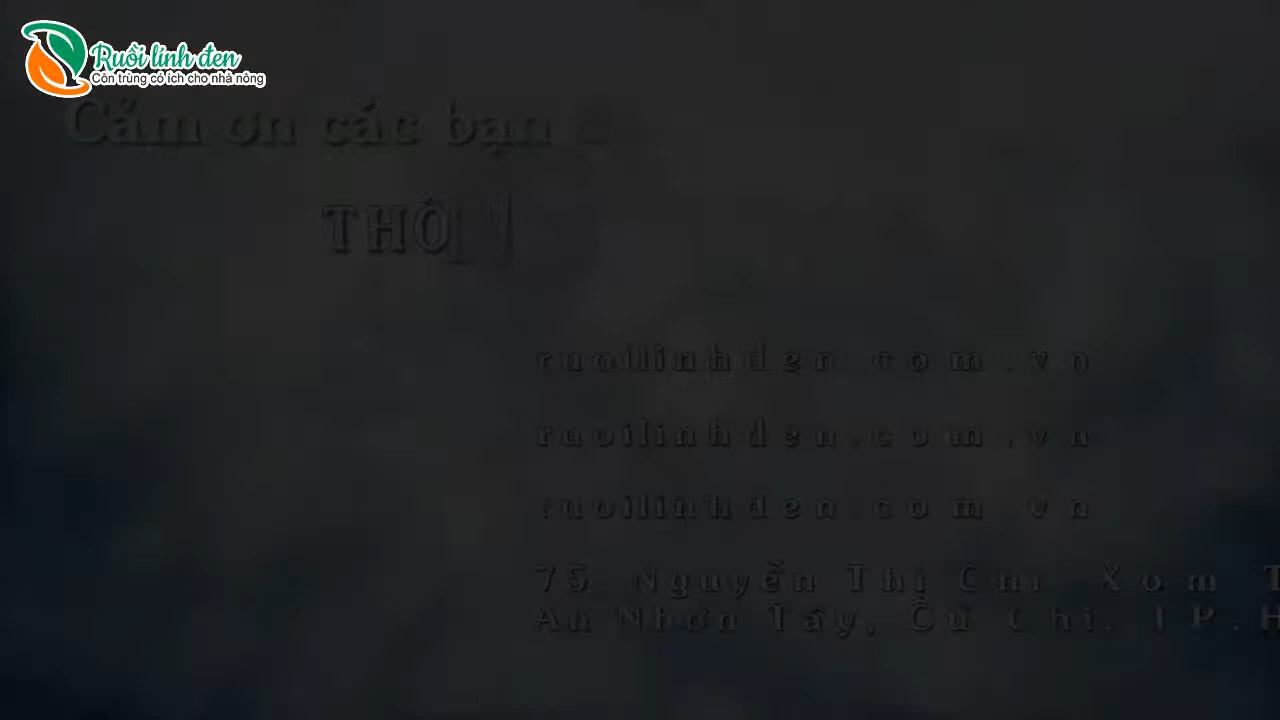 Ruồi lính đen
Côn trùng có ích cho nhà nông
Cảm ơn các bạn
ruoilinhden.com.vn
ruoilinhden.com.vn
ruoilinhden.com.vn
75 Nguyễn Thị Chi Xom
An Nhơn Tây, Củ Chi. TP.H